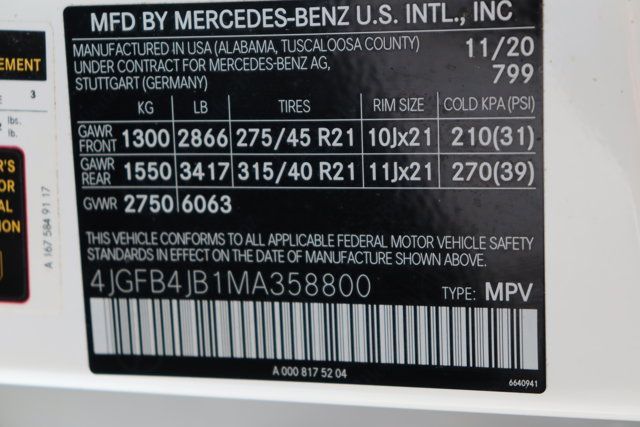 MFD BY MERCEDES-BENZ U.S. INTL., INC
MANUFACTURED IN USA (ALABAMA, TUSCALOOSA COUNTY) 11/20
UNDER CONTRACT FOR MERCEDES-BENZ AG, 799
STUTTGART (GERMANY)
KG LB TIRES RIM SIZE COLD KPA (PSI)
GAWR FRONT 1300 2866 275/45 R21 10Jx21 210(31)
GAWR REAR 1550 3417 315/40 R21 11Jx21 270(39)
GVWR 2750 6063
THIS VEHICLE CONFORMS TO ALL APPLICABLE FEDERAL MOTOR VEHICLE SAFETY
STANDARDS IN EFFECT ON THE DATE OF MANUFACTURE SHOWN ABOVE.
4JGFB4JB1MA358800 TYPE: MPV
A 000 817 52 04
6640941
3
lbs.
lb.
A 167 584 91 17